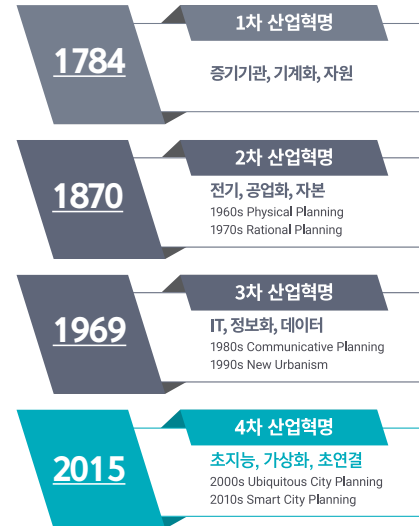 1784
1차 산업혁명
증기기관, 기계화, 자원
1870
2차 산업혁명
전기, 공업화, 자본
1960s Physical Planning
1970s Rational Planning
1969
3차 산업혁명
IT, 정보화, 데이터
1980s Communicative Planning
1990s New Urbanism
2015
4차 산업혁명
초지능, 가상화, 초연결
2000s Ubiquitous City Planning
2010s Smart City Planning